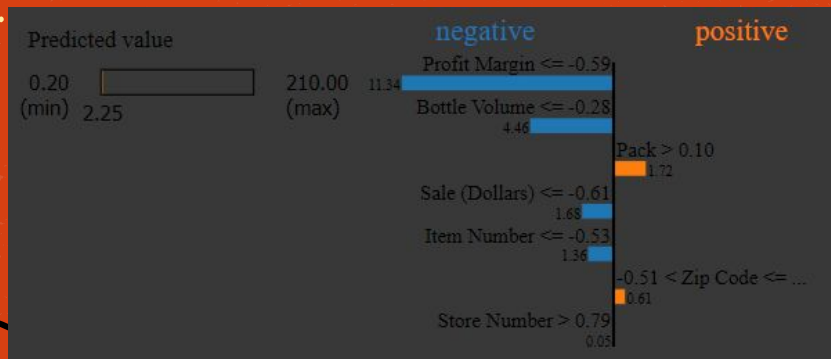 negative
positive
Predicted value
0.20
(min)
2.25
210.00
(max)
Profit Margin <= -0.59
11.34
Bottle Volume <= -0.28
4.46
Pack > 0.10
1.72
Sale (Dollars) <= -0.61
1.68
Item Number <= -0.53
1.36
-0.51 < Zip Code <= ...
0.61
Store Number > 0.79
0.05